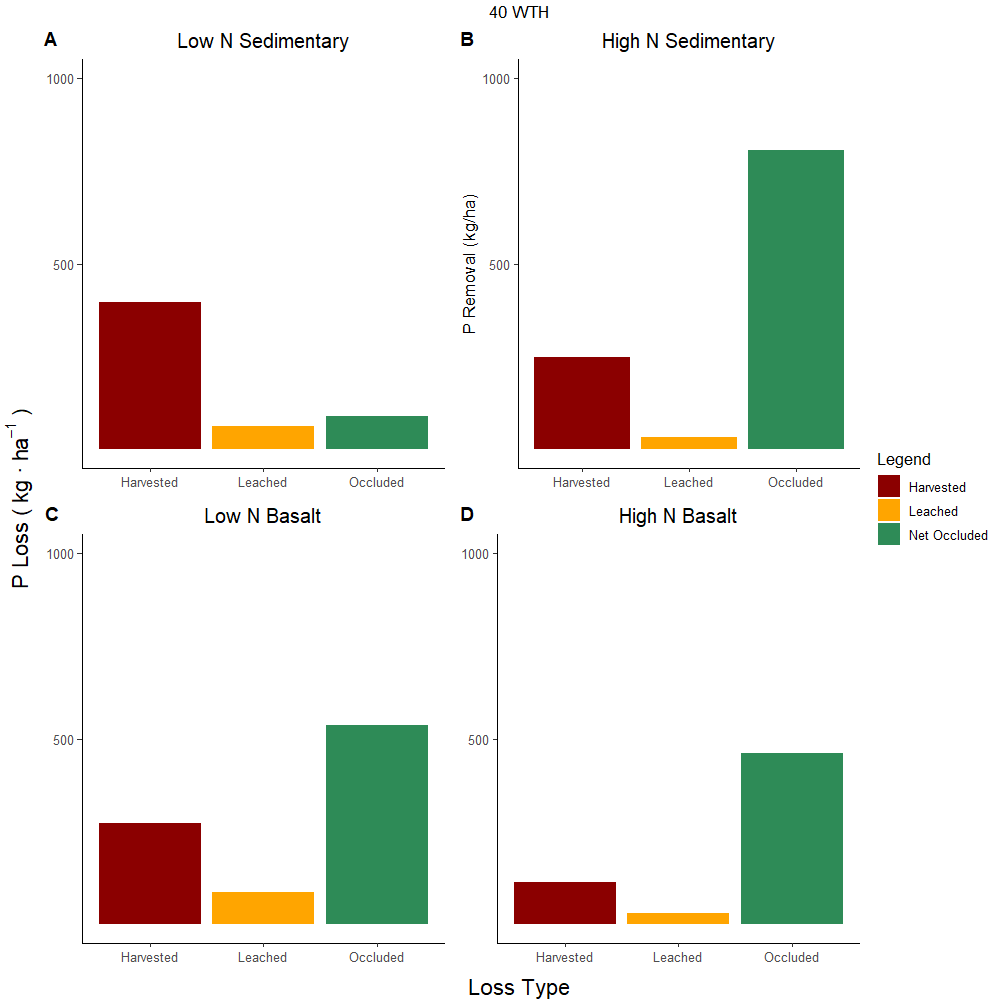 40 WTH
A
Low N Sedimentary
1000
500
Harvested
Leached
Occluded
B
High N Sedimentary
P Removal (kg/ha)
1000
500
Harvested
Leached
Occluded
P Loss ( kg · ha⁻¹ )
C
Low N Basalt
1000
500
Harvested
Leached
Occluded
D
High N Basalt
1000
500
Harvested
Leached
Occluded
Loss Type
Legend
Harvested
Leached
Net Occluded